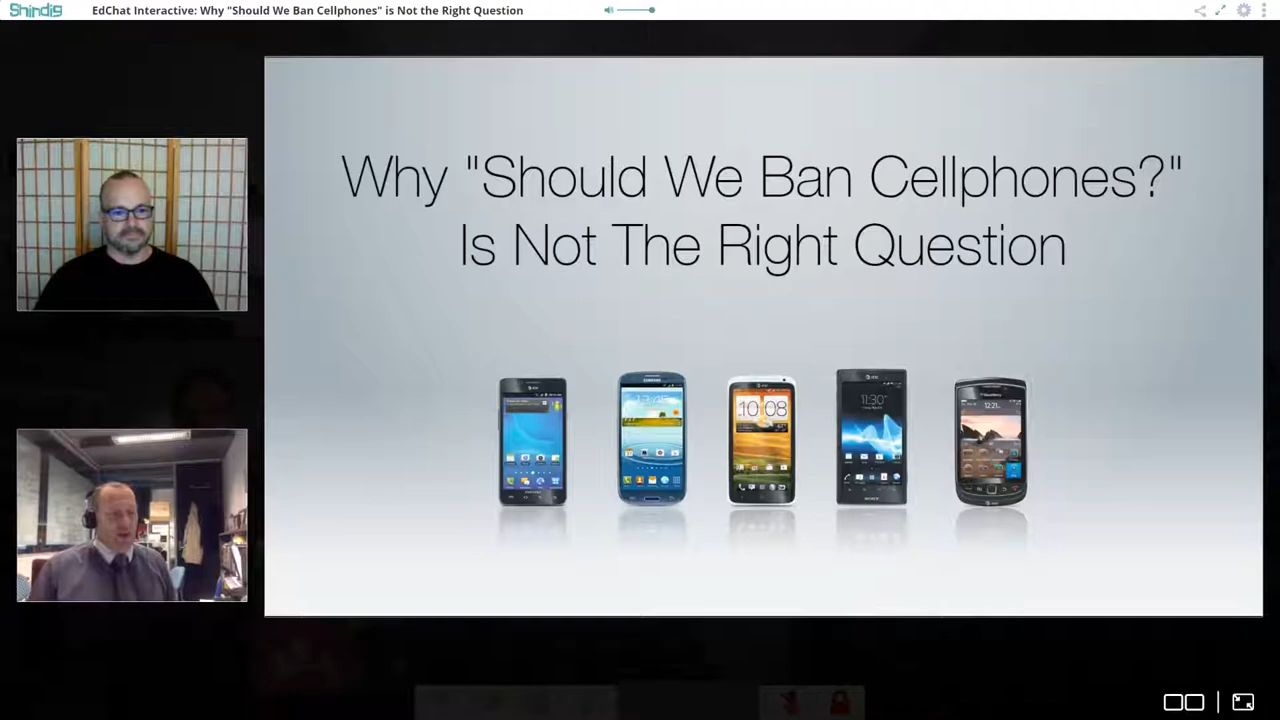 Shindig
EdChat Interactive: Why "Should We Ban Cellphones" is Not the Right Question
Why "Should We Ban Cellphones?"
Is Not The Right Question
10:08
11:30